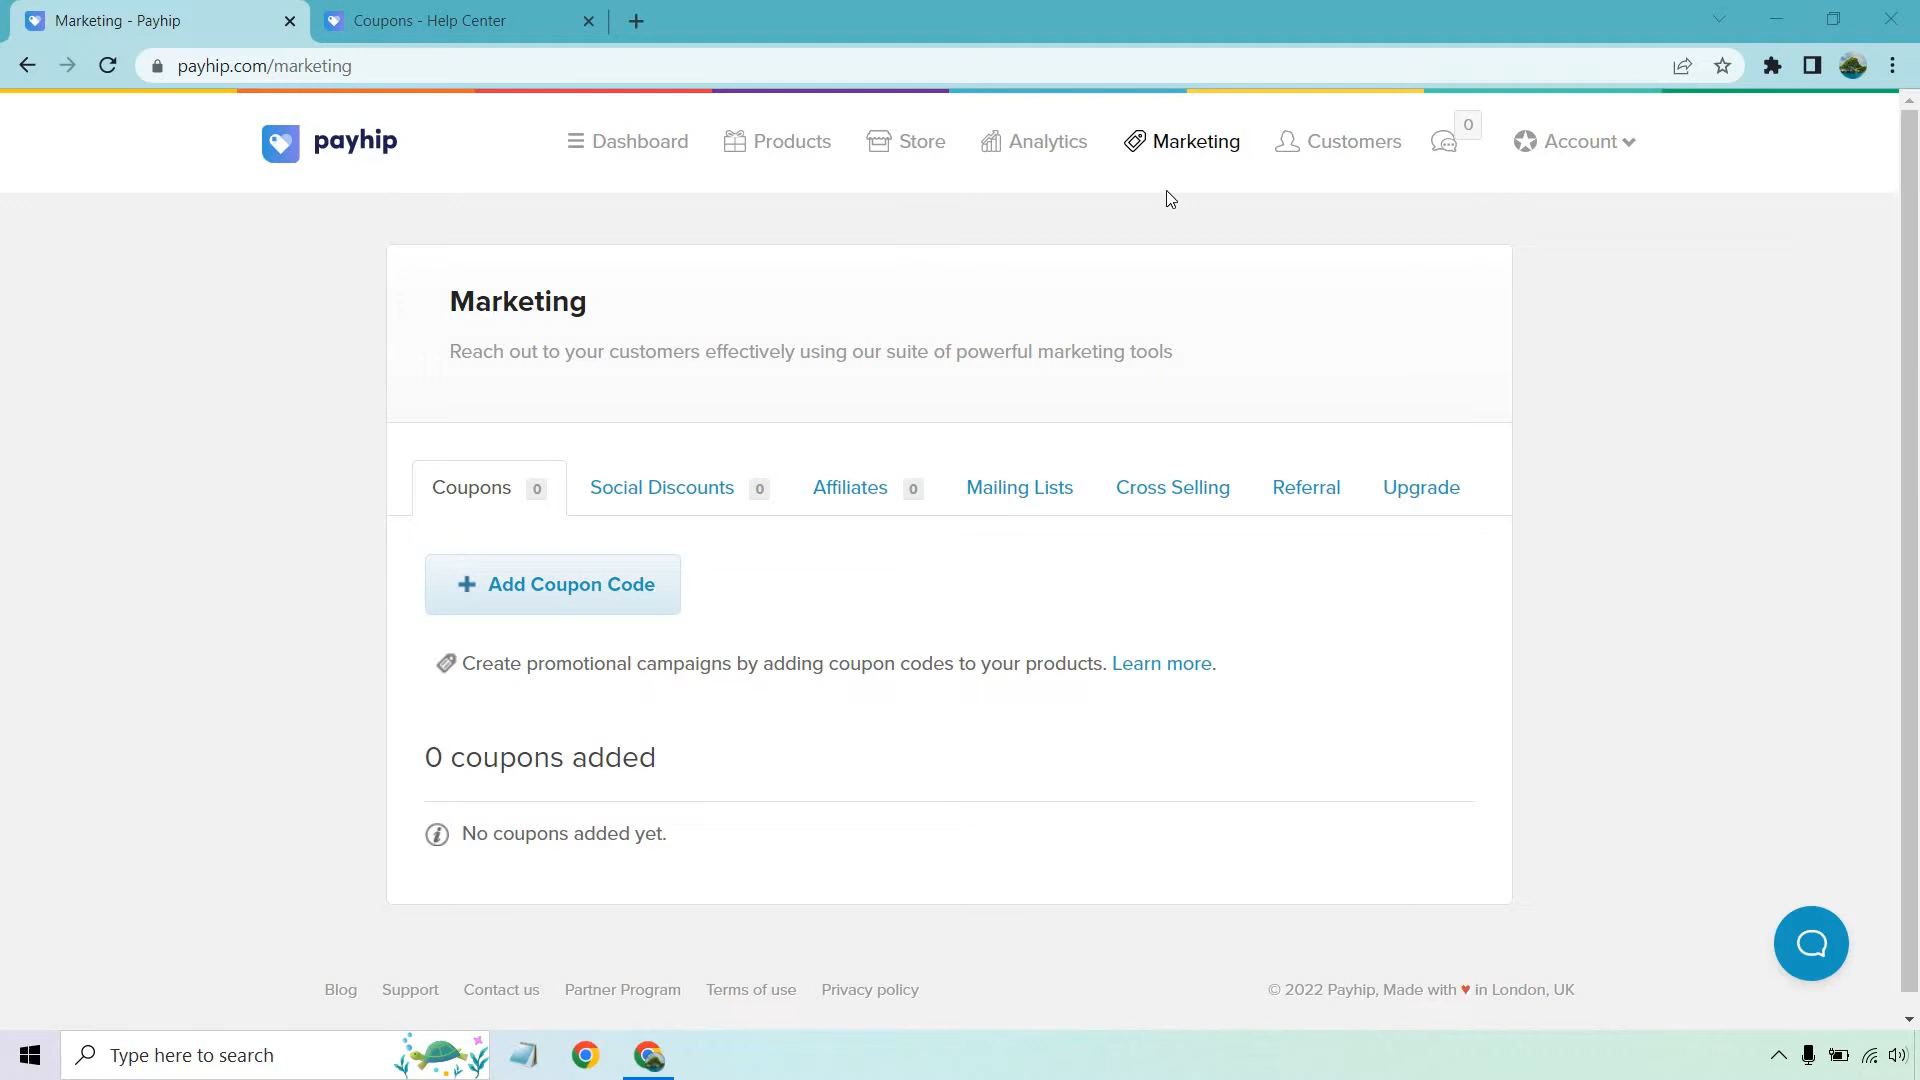 Marketing - Payhip
Coupons - Help Center
payhip.com/marketing
payhip
Dashboard
Products
Store
Analytics
Marketing
Customers
0
Account
Marketing
Reach out to your customers effectively using our suite of powerful marketing tools
Coupons 0
Social Discounts 0
Affiliates 0
Mailing Lists
Cross Selling
Referral
Upgrade
+ Add Coupon Code
Create promotional campaigns by adding coupon codes to your products. Learn more.
0 coupons added
No coupons added yet.
Blog
Support
Contact us
Partner Program
Terms of use
Privacy policy
© 2022 Payhip, Made with ♥ in London, UK
Type here to search